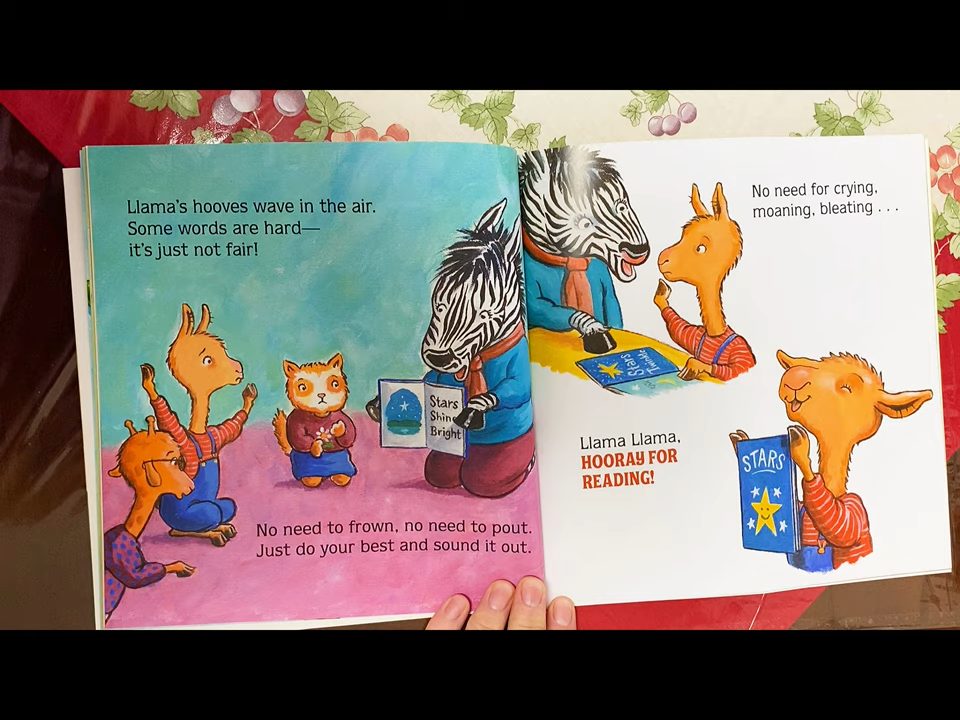 Llama's hooves wave in the air.
Some words are hard—
it's just not fair!
Stars
Shine
Bright
No need to frown, no need to pout.
Just do your best and sound it out.
No need for crying,
moaning, bleating . . .
Twinkle
Stars
Llama Llama,
HOORAY FOR
READING!
STARS